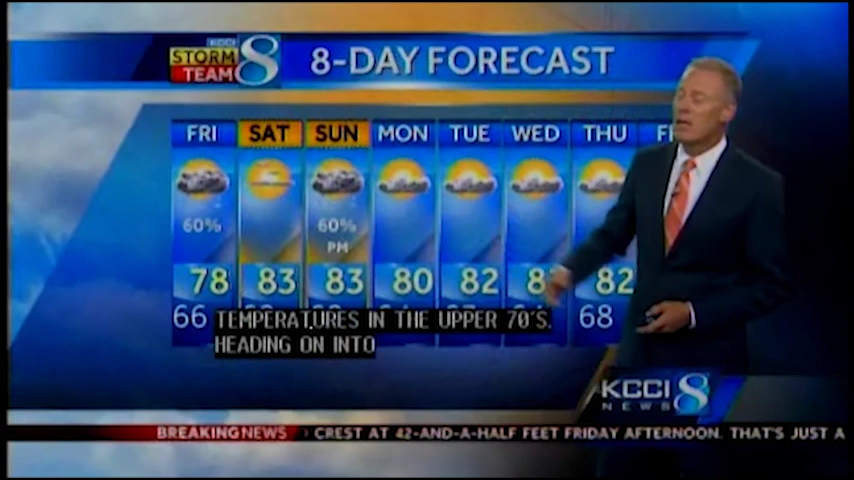 KCCI
STORM TEAM 8
8-DAY FORECAST
FRI SAT SUN MON TUE WED THU
60% 60%
PM
78 83 83 80 82 82
66 68
TEMPERATURES IN THE UPPER 70'S.
HEADING ON INTO
KCCI 8
NEWS
BREAKING NEWS CREST AT 42-AND-A-HALF FEET FRIDAY AFTERNOON. THAT'S JUST A